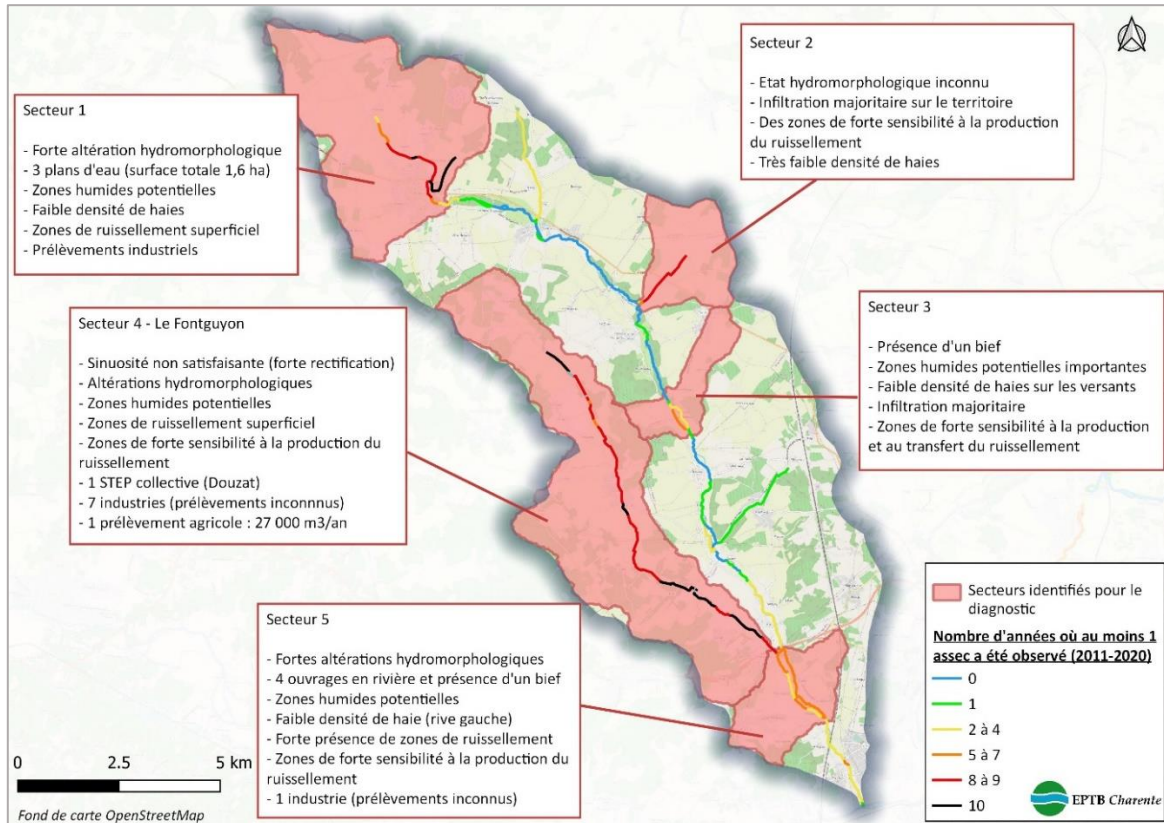 Secteur 1
- Forte altération hydromorphologique
- 3 plans d'eau (surface totale 1,6 ha)
- Zones humides potentielles
- Faible densité de haies
- Zones de ruissellement superficiel
- Prélèvements industriels
Secteur 2
- Etat hydromorphologique inconnu
- Infiltration majoritaire sur le territoire
- Des zones de forte sensibilité à la production
du ruissellement
- Très faible densité de haies
Secteur 3
- Présence d'un bief
- Zones humides potentielles importantes
- Faible densité de haies sur les versants
- Infiltration majoritaire
- Zones de forte sensibilité à la production
et au transfert du ruissellement
Secteur 4 - Le Fontguyon
- Sinuosité non satisfaisante (forte rectification)
- Altérations hydromorphologiques
- Zones humides potentielles
- Zones de ruissellement superficiel
- Zones de forte sensibilité à la production du
ruissellement
- 1 STEP collective (Douzat)
- 7 industries (prélèvements inconnnus)
- 1 prélèvement agricole : 27 000 m3/an
Secteur 5
- Fortes altérations hydromorphologiques
- 4 ouvrages en rivière et présence d'un bief
- Zones humides potentielles
- Faible densité de haie (rive gauche)
- Forte présence de zones de ruissellement
- Zones de forte sensibilité à la production du
ruissellement
- 1 industrie (prélèvements inconnus)
Secteurs identifiés pour le
diagnostic
Nombre d'années où au moins 1
assec a été observé (2011-2020)
0
1
2 à 4
5 à 7
8 à 9
10
EPTB Charente
0 2.5 5 km
Fond de carte OpenStreetMap